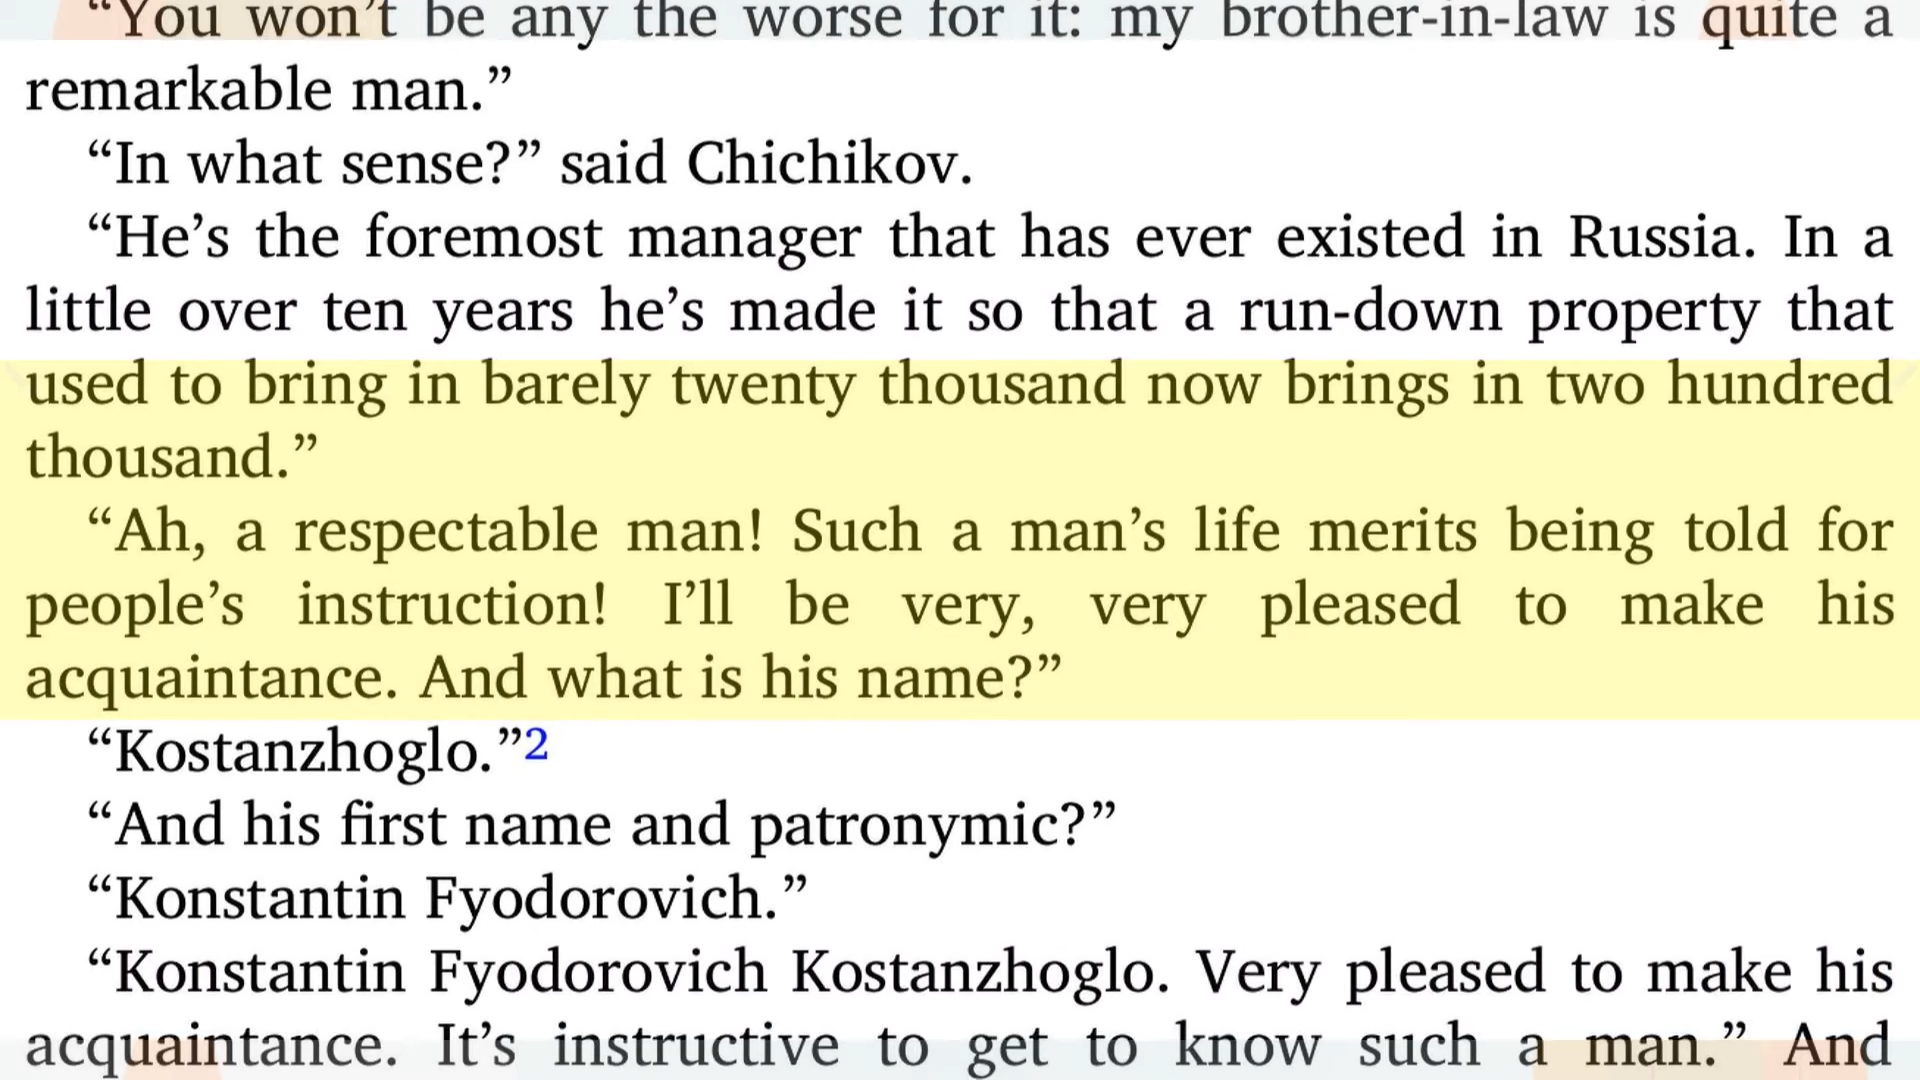 “You won’t be any the worse for it: my brother-in-law is quite a
remarkable man.”
“In what sense?” said Chichikov.
“He’s the foremost manager that has ever existed in Russia. In a
little over ten years he’s made it so that a run-down property that
used to bring in barely twenty thousand now brings in two hundred
thousand.”
“Ah, a respectable man! Such a man’s life merits being told for
people’s instruction! I’ll be very, very pleased to make his
acquaintance. And what is his name?”
“Kostanzhoglo.”2
“And his first name and patronymic?”
“Konstantin Fyodorovich.”
“Konstantin Fyodorovich Kostanzhoglo. Very pleased to make his
acquaintance. It’s instructive to get to know such a man.” And